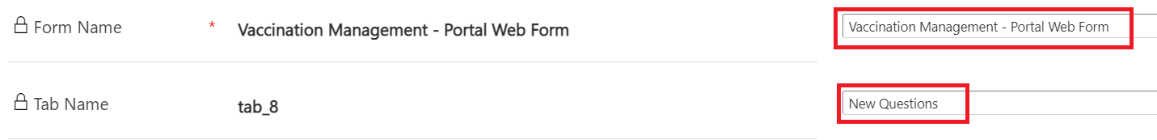 Form Name * Vaccination Management - Portal Web Form Vaccination Management - Portal Web Form
Tab Name tab_8 New Questions